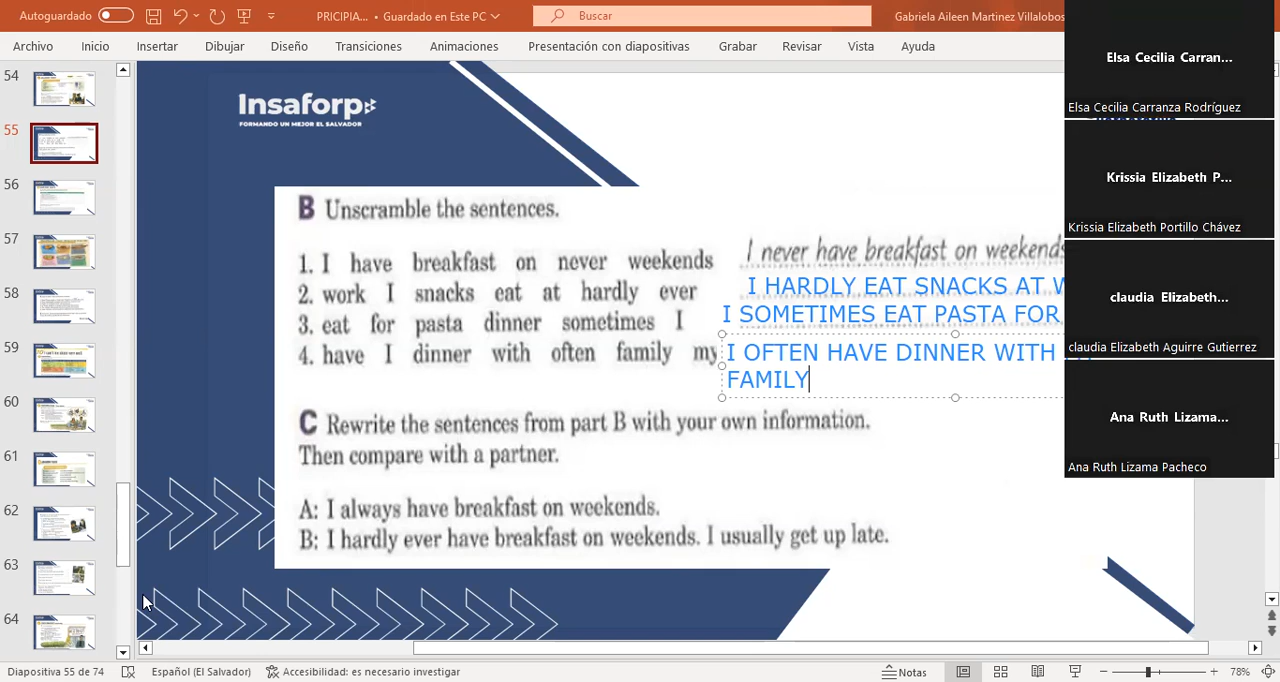 Autoguardado
PRICIPIA... • Guardado en Este PC
Buscar
Gabriela Aileen Martinez Villalobos
Archivo Inicio Insertar Dibujar Diseño Transiciones Animaciones Presentación con diapositivas Grabar Revisar Vista Ayuda
Elsa Cecilia Carran...
Elsa Cecilia Carranza Rodríguez
Krissia Elizabeth P...
Krissia Elizabeth Portillo Chávez
claudia Elizabeth...
claudia Elizabeth Aguirre Gutierrez
Ana Ruth Lizama...
Ana Ruth Lizama Pacheco
54
55
56
57
58
59
60
61
62
63
64
Insaforp
FORMANDO UN MEJOR EL SALVADOR
B Unscramble the sentences.
1. I have breakfast on never weekends
I never have breakfast on weekends
2. work I snacks eat at hardly ever
I HARDLY EAT SNACKS AT
3. eat for pasta dinner sometimes I
I SOMETIMES EAT PASTA FOR
4. have I dinner with often family my
I OFTEN HAVE DINNER WITH
FAMILY
C Rewrite the sentences from part B with your own information.
Then compare with a partner.
A: I always have breakfast on weekends.
B: I hardly ever have breakfast on weekends. I usually get up late.
Diapositiva 55 de 74 Español (El Salvador) Accesibilidad: es necesario investigar Notas 78%